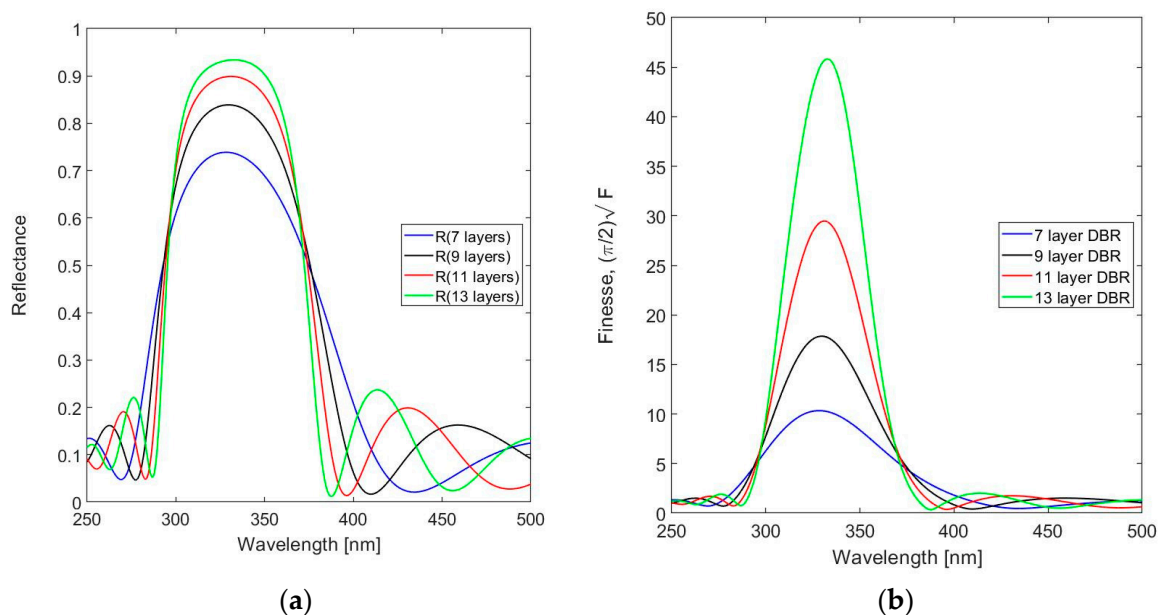 1
0.9
0.8
0.7
0.6
0.5
0.4
0.3
0.2
0.1
0
Reflectance
250 300 350 400 450 500
Wavelength [nm]
R(7 layers)
R(9 layers)
R(11 layers)
R(13 layers)
(a)
50
45
40
35
30
25
20
15
10
5
0
Finesse, (π/2)√ F
250 300 350 400 450 500
Wavelength [nm]
7 layer DBR
9 layer DBR
11 layer DBR
13 layer DBR
(b)